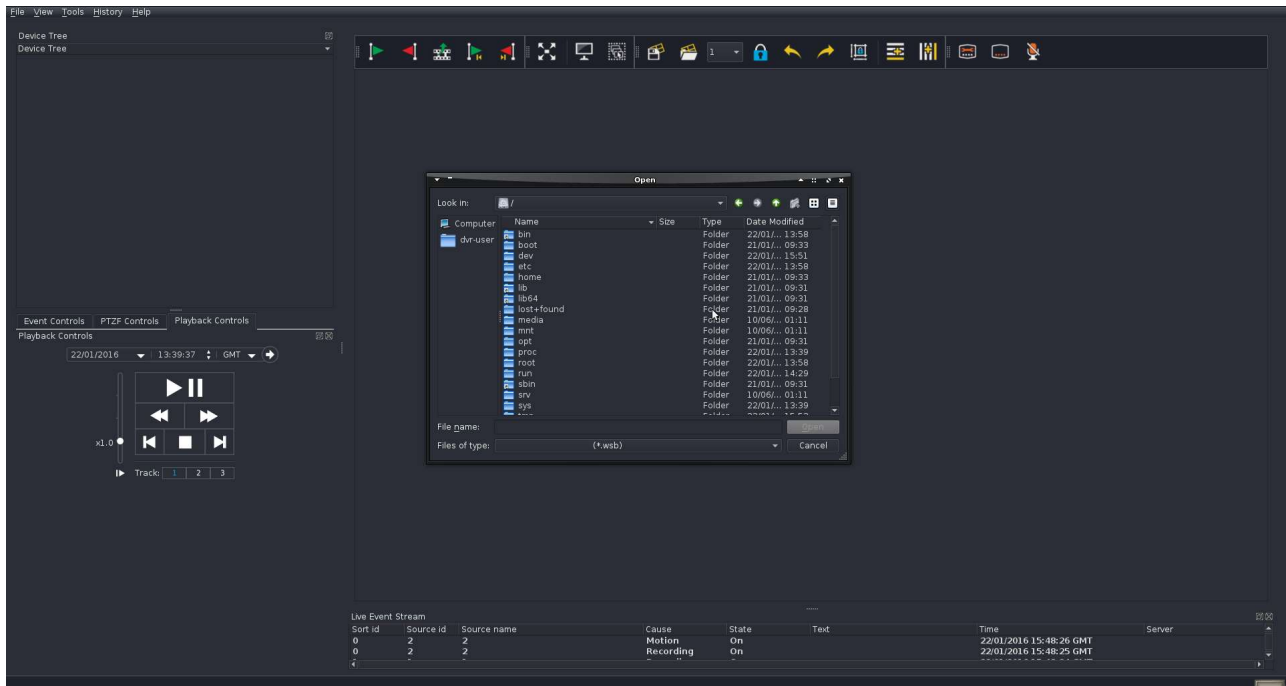 File View Tools History Help
Device Tree
Device Tree
1
Open
Look in: /
Computer
dvr-user
Name Size Type Date Modified
bin Folder 22/01/... 13:58
boot Folder 21/01/... 09:33
dev Folder 22/01/... 15:51
etc Folder 22/01/... 13:58
home Folder 21/01/... 09:33
lib Folder 21/01/... 09:31
lib64 Folder 21/01/... 09:31
lost+found Folder 21/01/... 09:28
media Folder 10/06/... 01:11
mnt Folder 10/06/... 01:11
opt Folder 21/01/... 09:31
proc Folder 22/01/... 13:39
root Folder 22/01/... 13:58
run Folder 22/01/... 14:29
sbin Folder 21/01/... 09:31
srv Folder 10/06/... 01:11
sys Folder 22/01/... 13:39
File name: Open
Files of type: (*.wsb) Cancel
Event Controls PTZF Controls Playback Controls
Playback Controls
22/01/2016 13:39:37 GMT
x1.0
Track: 1 2 3
Live Event Stream
Sort id Source id Source name Cause State Text Time Server
0 2 2 Motion On 22/01/2016 15:48:26 GMT
0 2 2 Recording On 22/01/2016 15:48:25 GMT